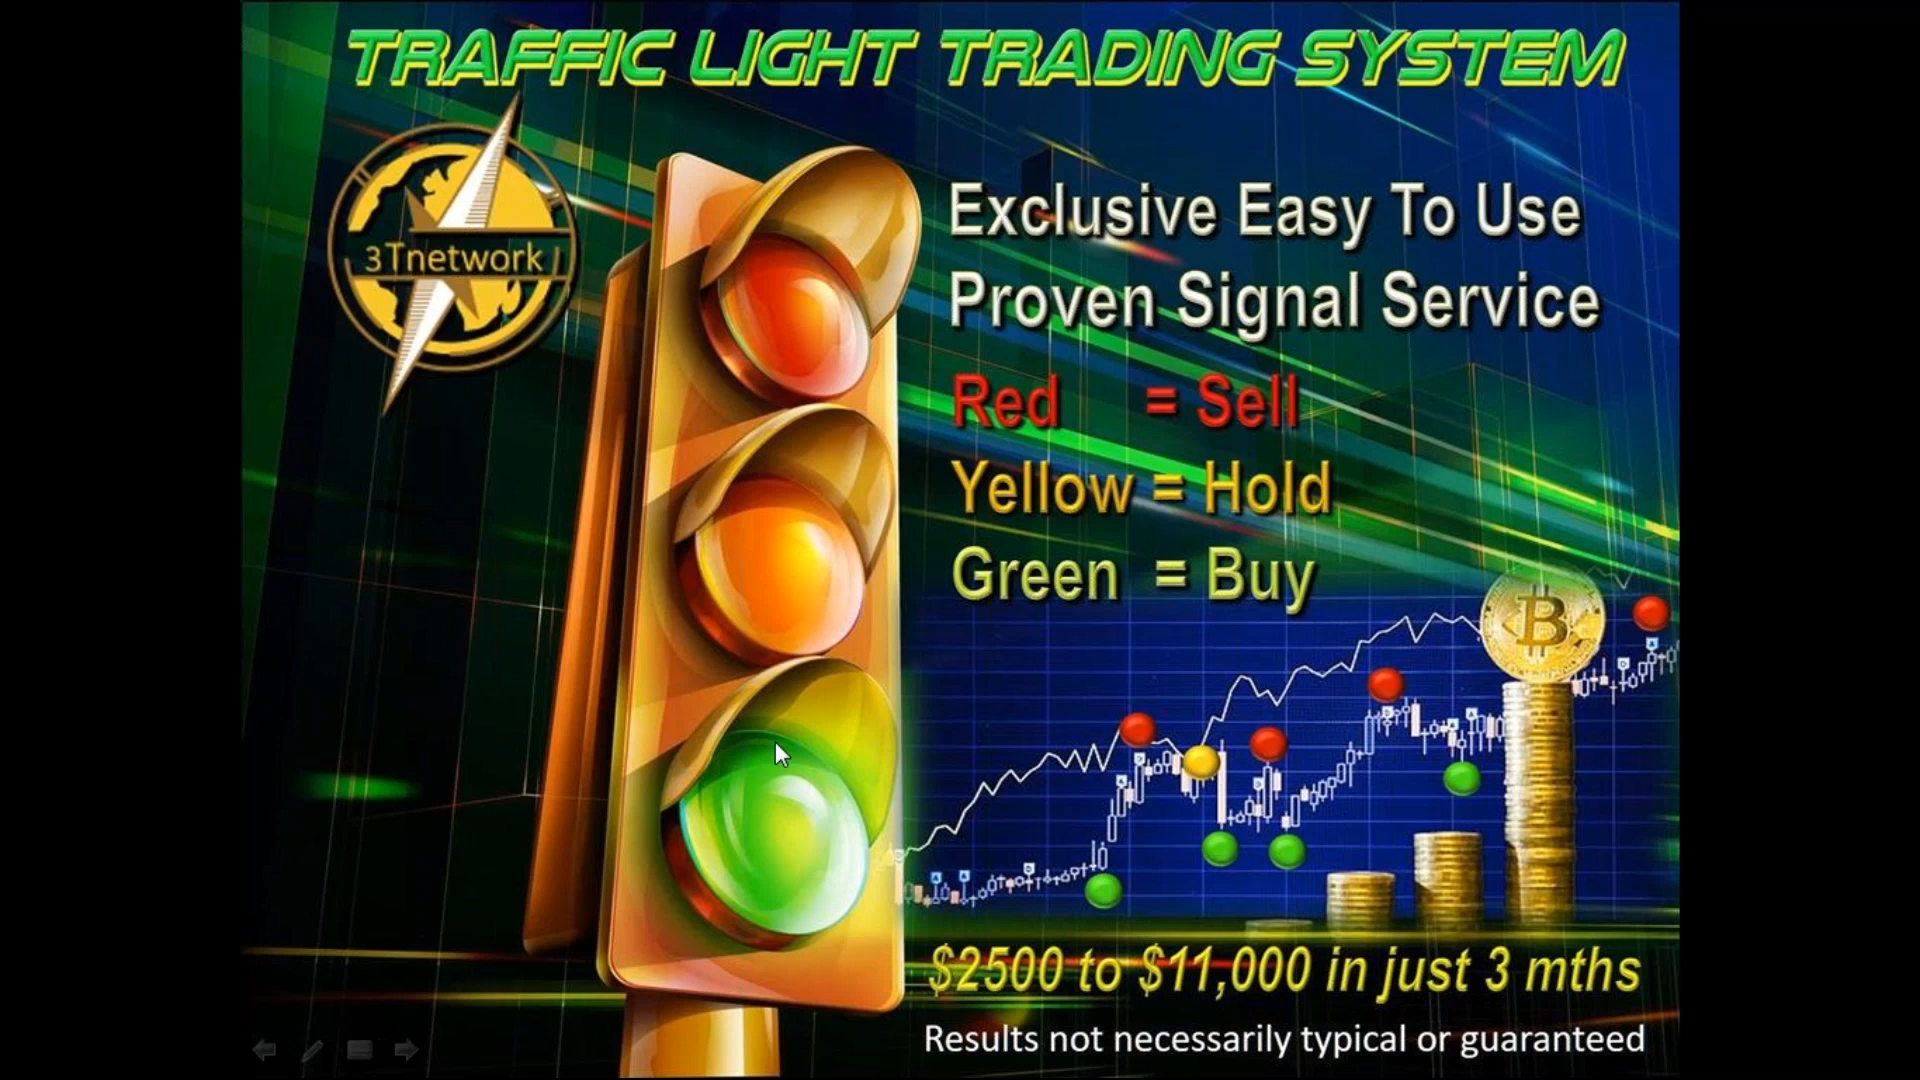 TRAFFIC LIGHT TRADING SYSTEM
3Tnetwork
Exclusive Easy To Use
Proven Signal Service
Red = Sell
Yellow = Hold
Green = Buy
$2500 to $11,000 in just 3 mths
Results not necessarily typical or guaranteed